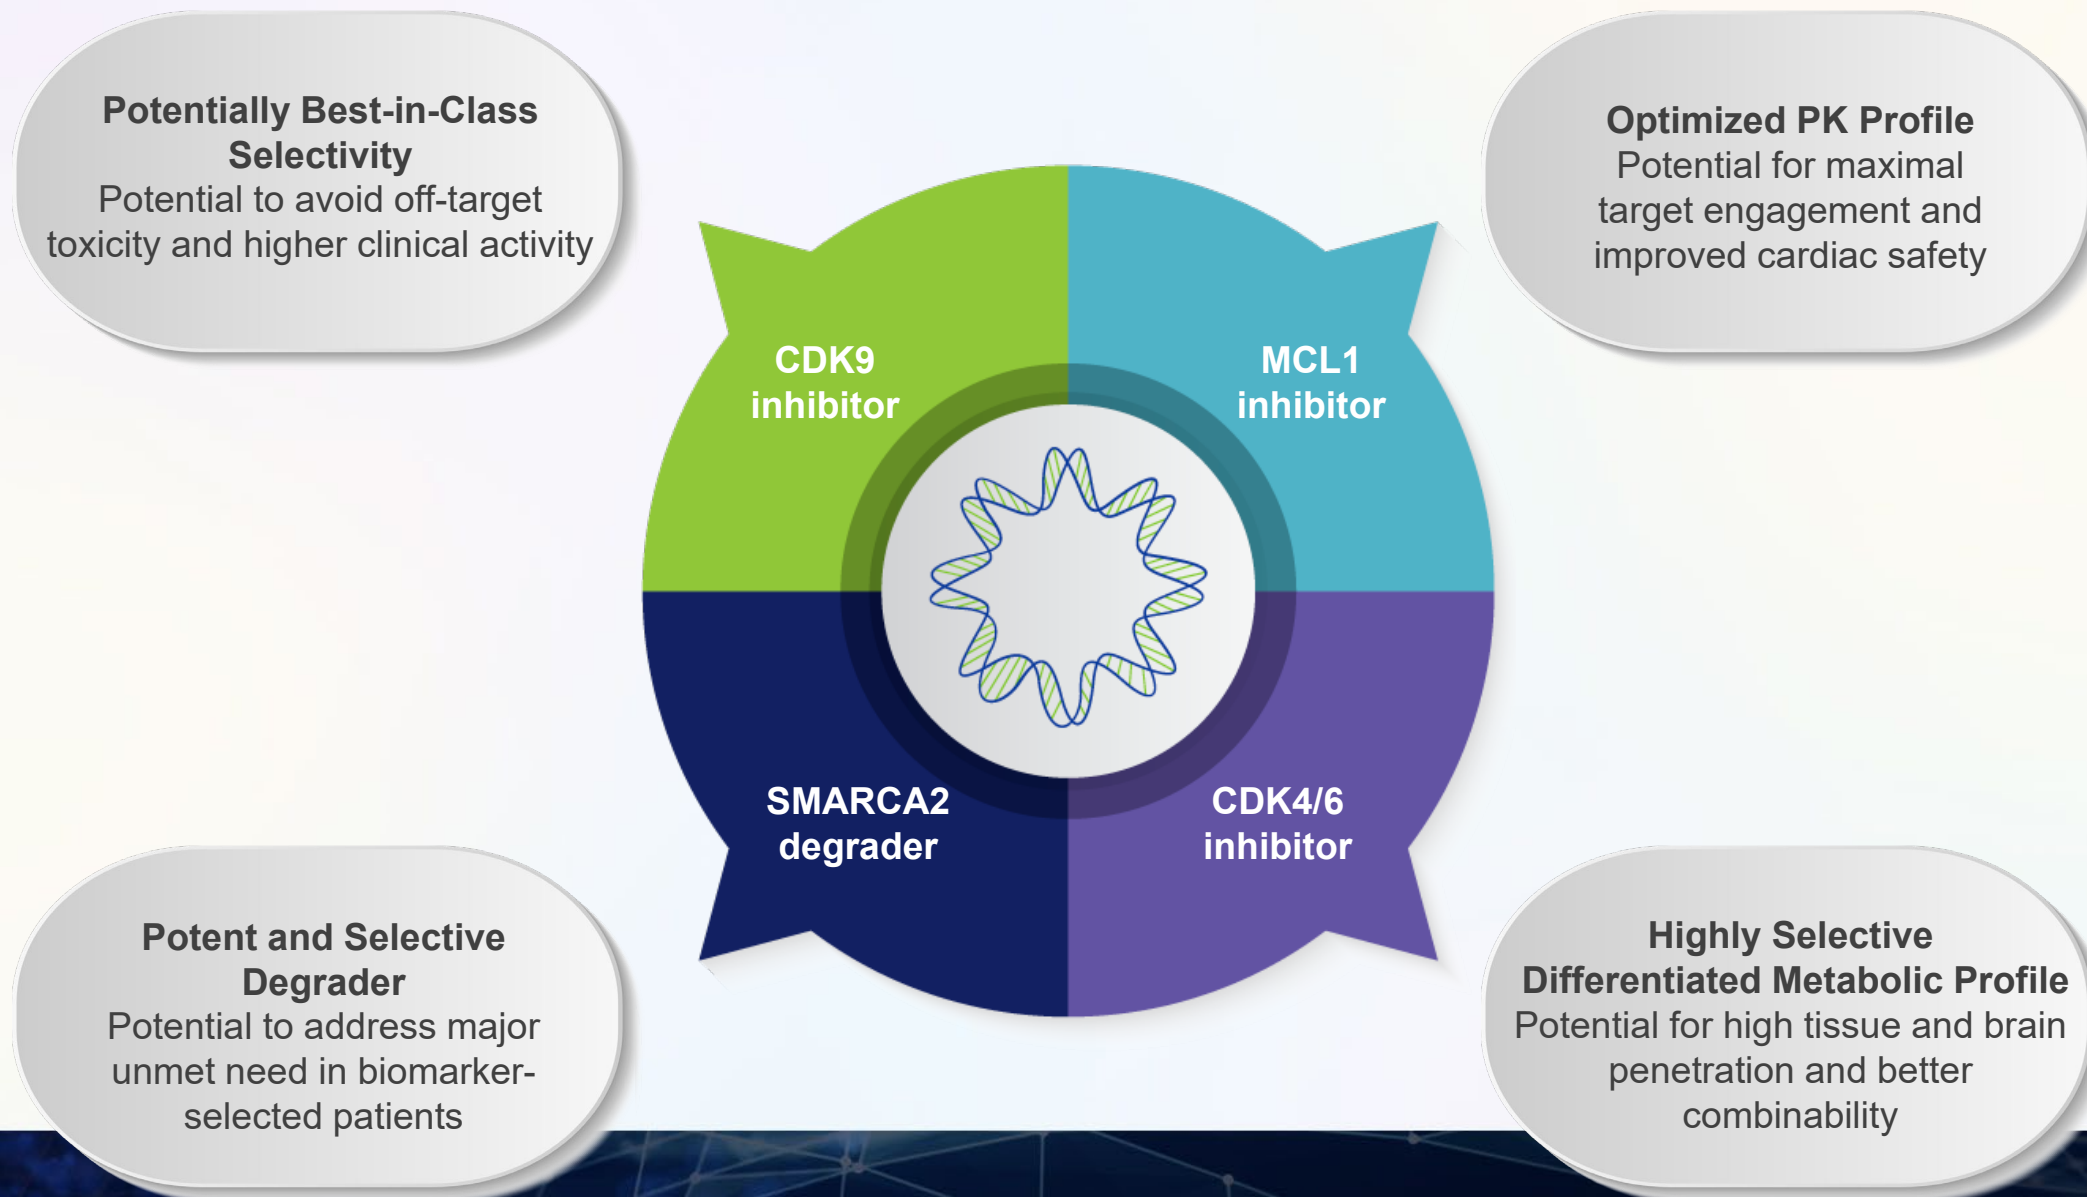 Potentially Best-in-Class
Selectivity
Potential to avoid off-target
toxicity and higher clinical activity
Optimized PK Profile
Potential for maximal
target engagement and
improved cardiac safety
CDK9
inhibitor
MCL1
inhibitor
SMARCA2
degrader
CDK4/6
inhibitor
Potent and Selective
Degrader
Potential to address major
unmet need in biomarker-
selected patients
Highly Selective
Differentiated Metabolic Profile
Potential for high tissue and brain
penetration and better
combinability